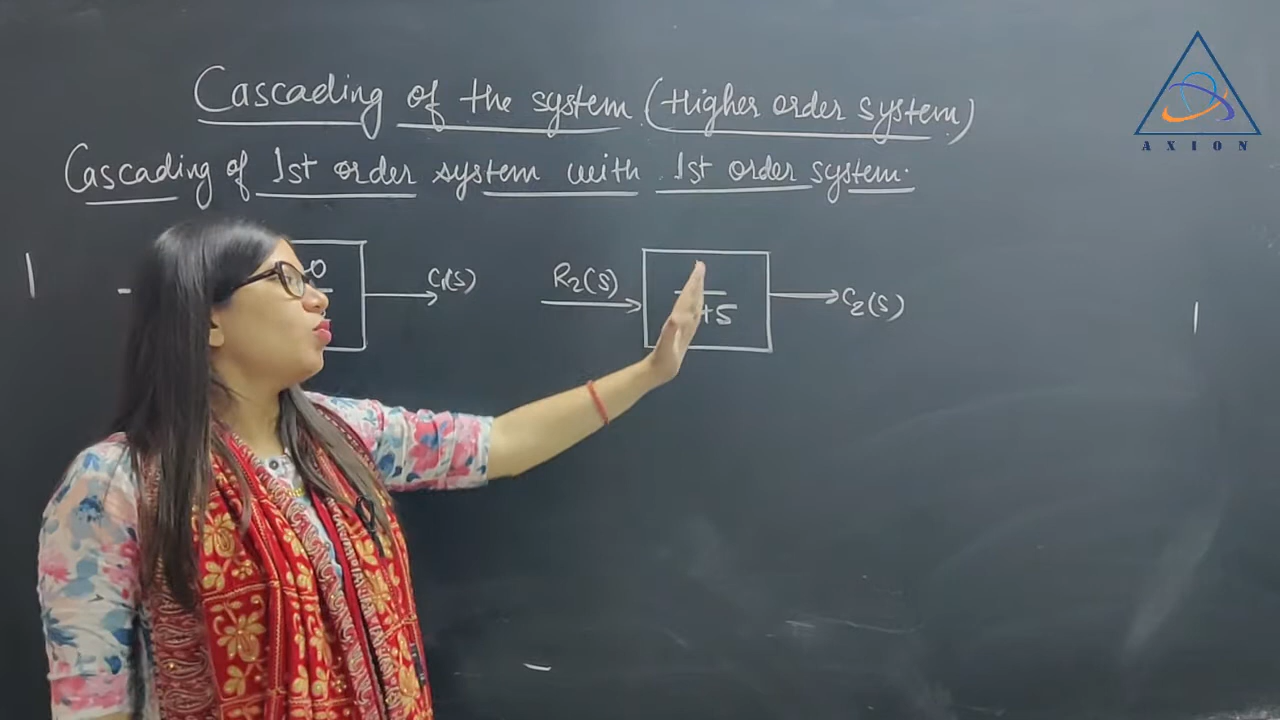 Cascading of the system (Higher order system)
AXION
Cascading of 1st order system with 1st order system.
C1(S)
R2(S)
+5
C2(S)